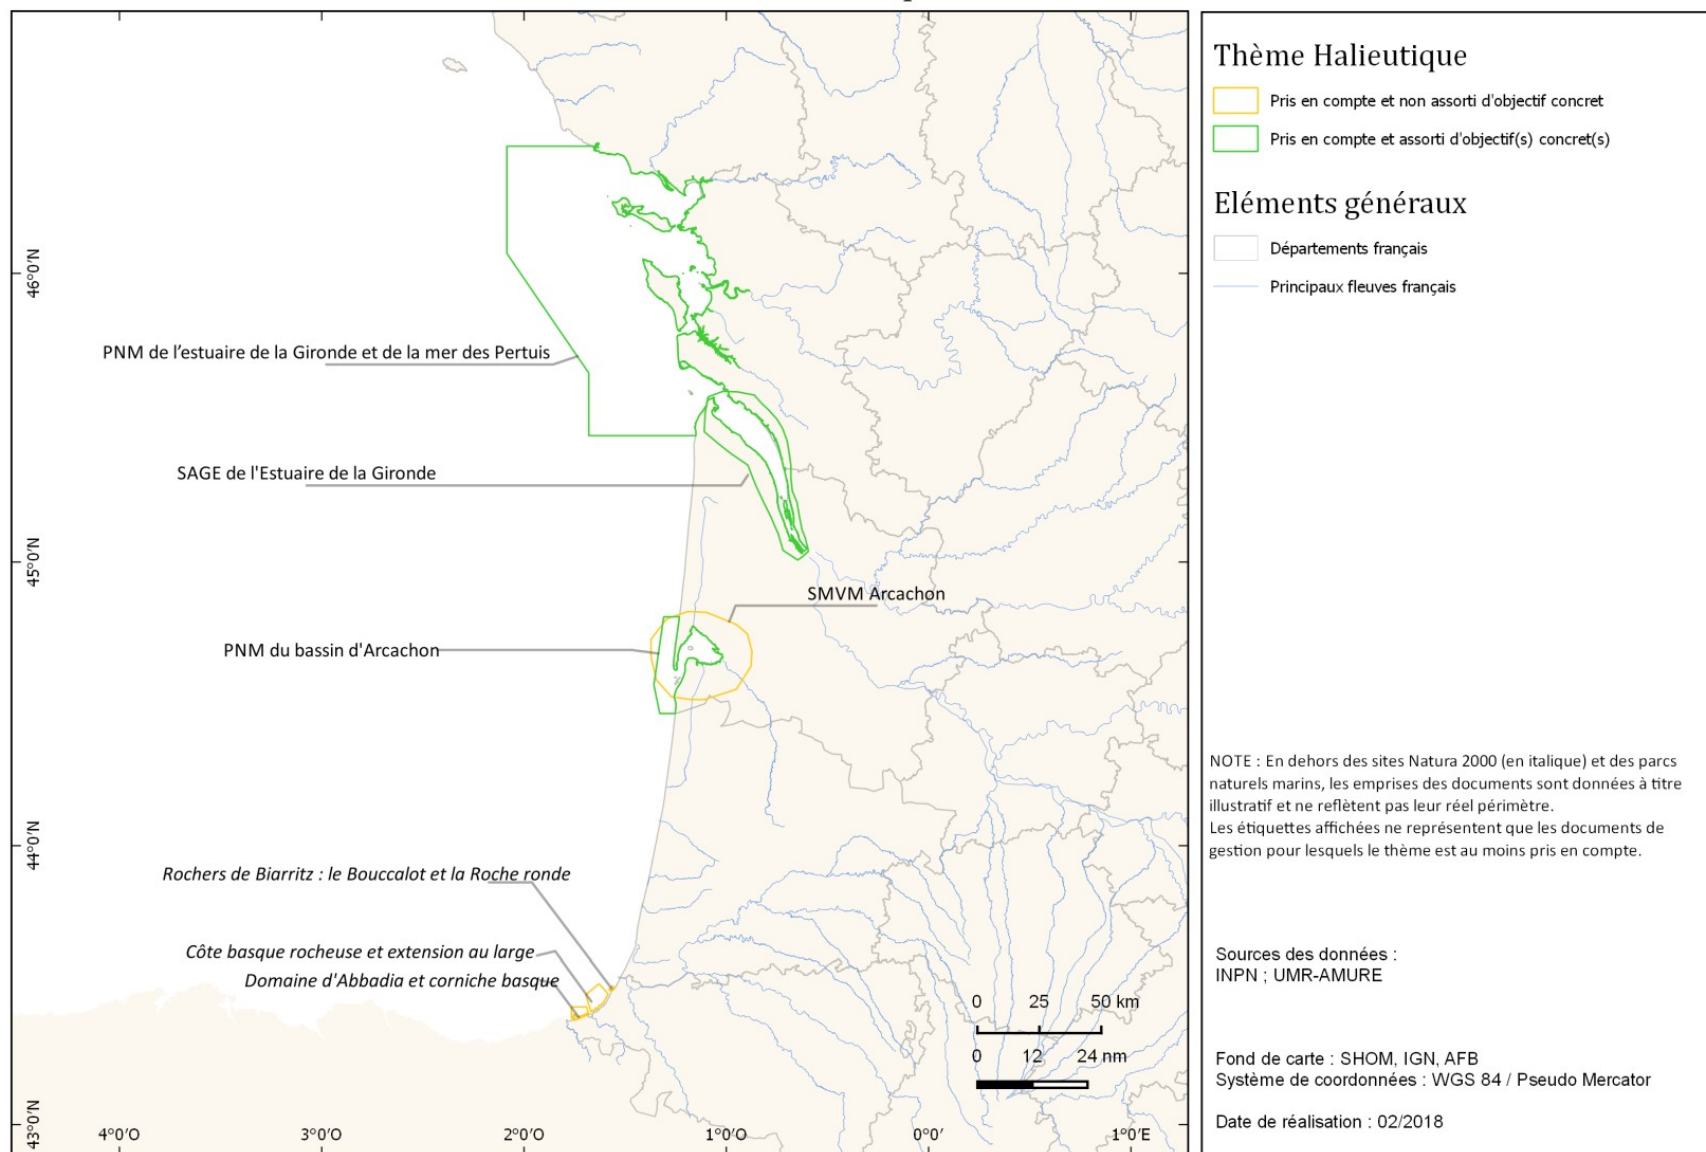 PNM de l’estuaire de la Gironde et de la mer des Pertuis
SAGE de l'Estuaire de la Gironde
SMVM Arcachon
PNM du bassin d'Arcachon
Rochers de Biarritz : le Bouccalot et la Roche ronde
Côte basque rocheuse et extension au large
Domaine d'Abbadia et corniche basque
46°0’N
45°0’N
44°0’N
43°0’N
4°0’O
3°0’O
2°0’O
1°0’O
0°0’
1°0’E
0 25 50 km
0 12 24 nm
Thème Halieutique
Pris en compte et non assorti d'objectif concret
Pris en compte et assorti d'objectif(s) concret(s)
Eléments généraux
Départements français
Principaux fleuves français
NOTE : En dehors des sites Natura 2000 (en italique) et des parcs
naturels marins, les emprises des documents sont données à titre
illustratif et ne reflètent pas leur réel périmètre.
Les étiquettes affichées ne représentent que les documents de
gestion pour lesquels le thème est au moins pris en compte.
Sources des données :
INPN ; UMR-AMURE
Fond de carte : SHOM, IGN, AFB
Système de coordonnées : WGS 84 / Pseudo Mercator
Date de réalisation : 02/2018